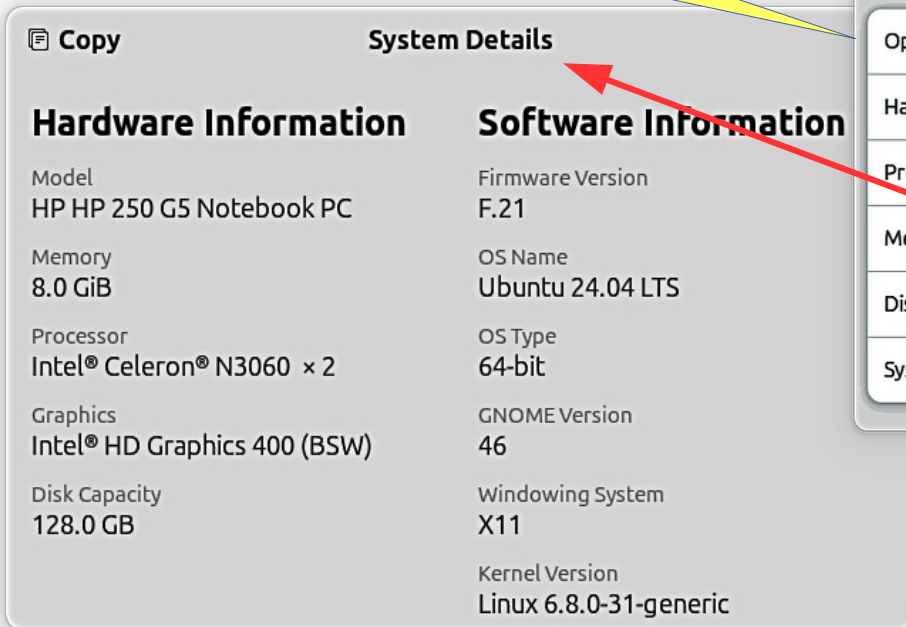 Copy
System Details
Hardware Information
Model
HP HP 250 G5 Notebook PC
Memory
8.0 GiB
Processor
Intel® Celeron® N3060 × 2
Graphics
Intel® HD Graphics 400 (BSW)
Disk Capacity
128.0 GB
Software Information
Firmware Version
F.21
OS Name
Ubuntu 24.04 LTS
OS Type
64-bit
GNOME Version
46
Windowing System
X11
Kernel Version
Linux 6.8.0-31-generic